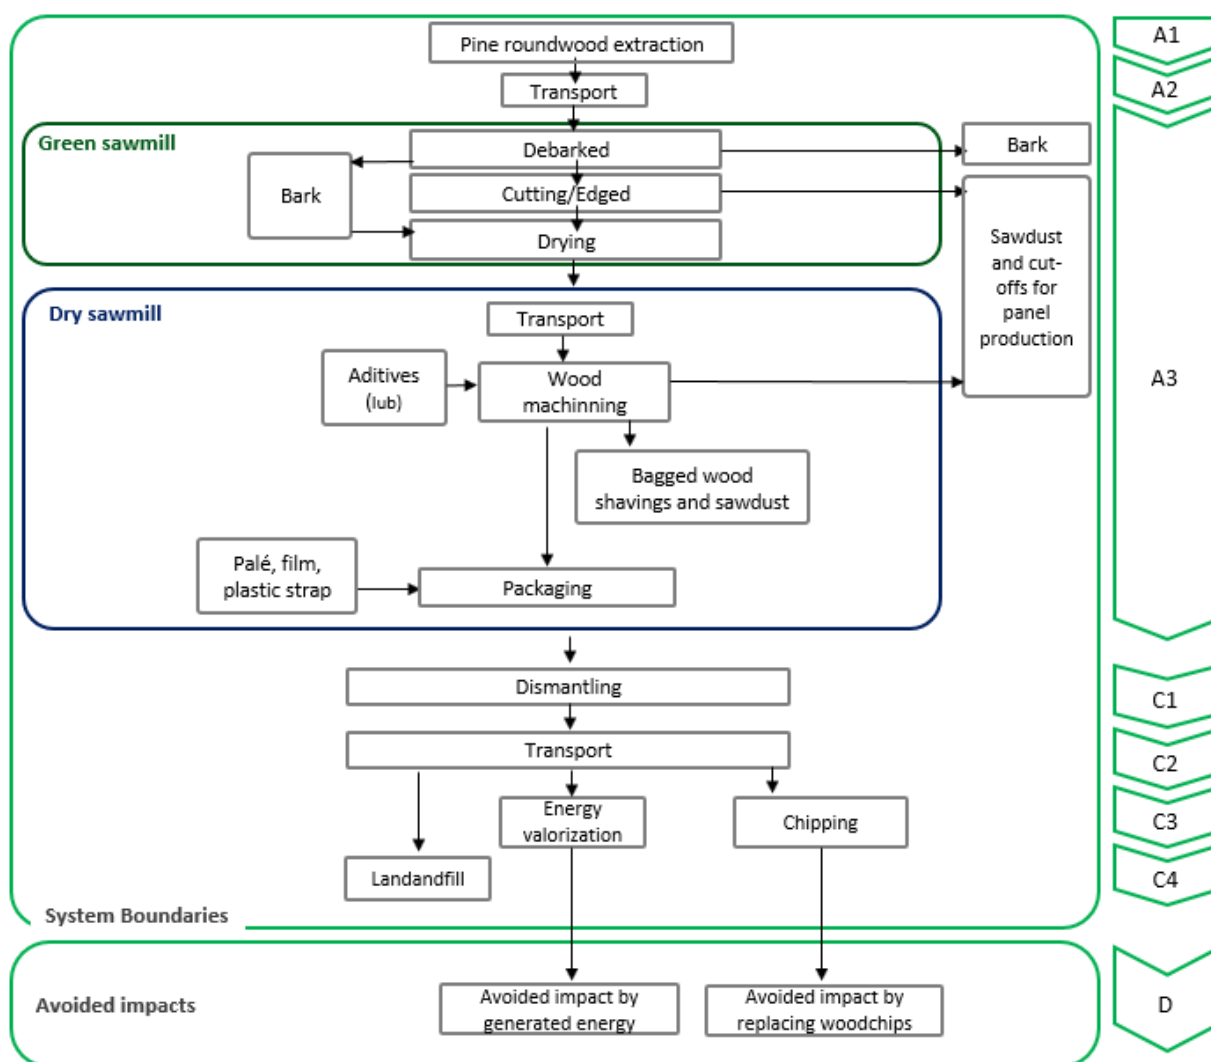 Pine roundwood extraction
A1
Transport
A2
Green sawmill
Debarked
Bark
Bark
Cutting/Edged
Drying
Sawdust
and cut-
offs for
panel
production
Dry sawmill
Transport
Aditives
(lub)
Wood
machinning
A3
Bagged wood
shavings and sawdust
Palé, film,
plastic strap
Packaging
Dismantling
C1
Transport
C2
Energy
valorization
Chipping
C3
Landandfill
C4
System Boundaries
Avoided impacts
Avoided impact by
generated energy
Avoided impact by
replacing woodchips
D